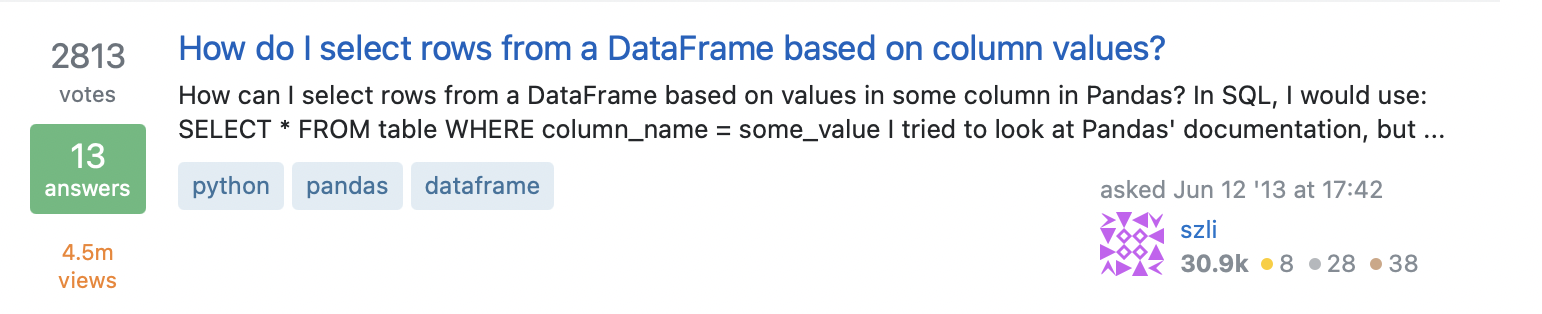 2813
votes
13
answers
4.5m
views
How do I select rows from a DataFrame based on column values?
How can I select rows from a DataFrame based on values in some column in Pandas? In SQL, I would use:
SELECT * FROM table WHERE column_name = some_value I tried to look at Pandas' documentation, but ...
python pandas dataframe
asked Jun 12 '13 at 17:42
szli
30.9k 8 28 38